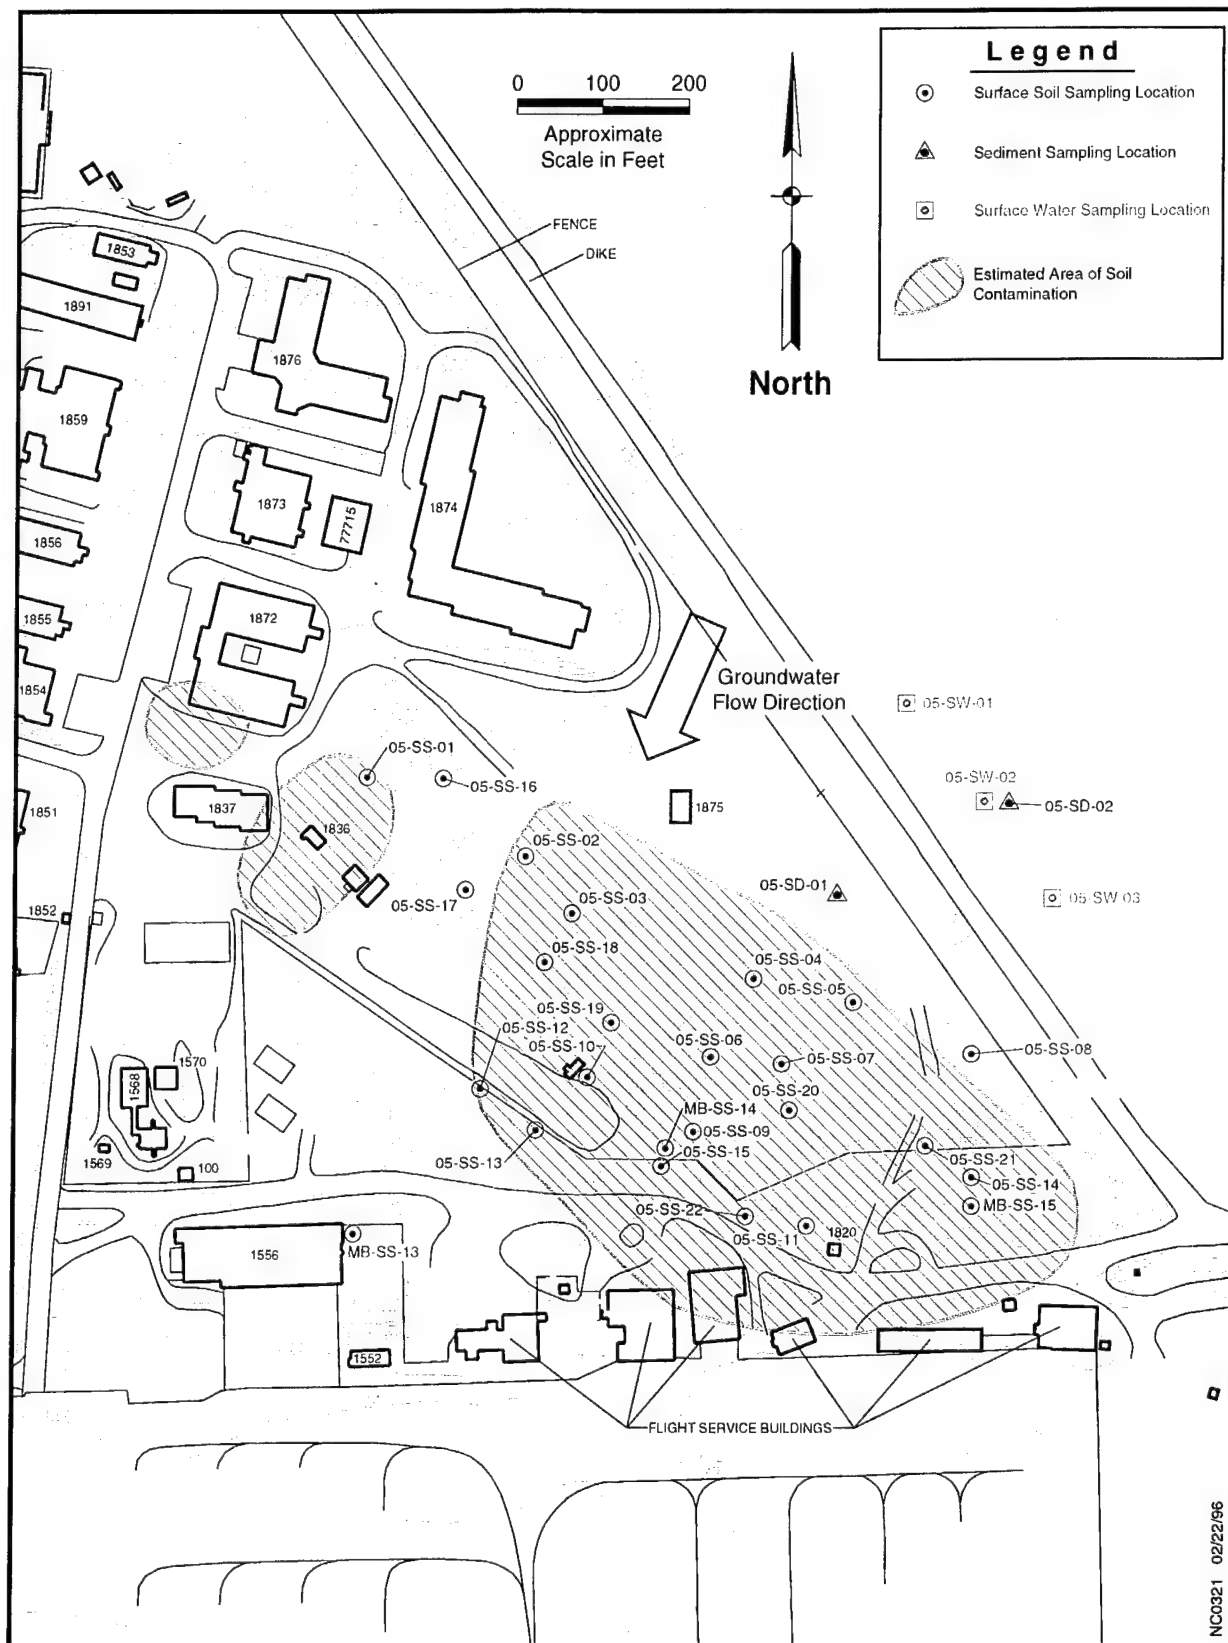 Legend
0 100 200
Approximate
Scale in Feet
Surface Soil Sampling Location
Sediment Sampling Location
Surface Water Sampling Location
Estimated Area of Soil
Contamination
North
FENCE
DIKE
1853
1891
1876
1859
1873
77715
1874
1856
1855
1872
1854
Groundwater
Flow Direction
05-SW-01
05-SS-01
05-SS-16
05-SW-02
05-SD-02
1851
1837
1836
1875
05-SS-02
05-SS-17
05-SS-03
05-SD-01
05-SW-03
1852
05-SS-18
05-SS-04
05-SS-05
05-SS-19
05-SS-12
05-SS-10
05-SS-06
05-SS-07
05-SS-08
1570
1568
05-SS-20
MB-SS-14
05-SS-09
05-SS-15
05-SS-13
1569
100
05-SS-21
05-SS-14
MB-SS-15
05-SS-22
05-SS-11
1820
1556
MB-SS-13
1552
FLIGHT SERVICE BUILDINGS
NC0321 02/22/96